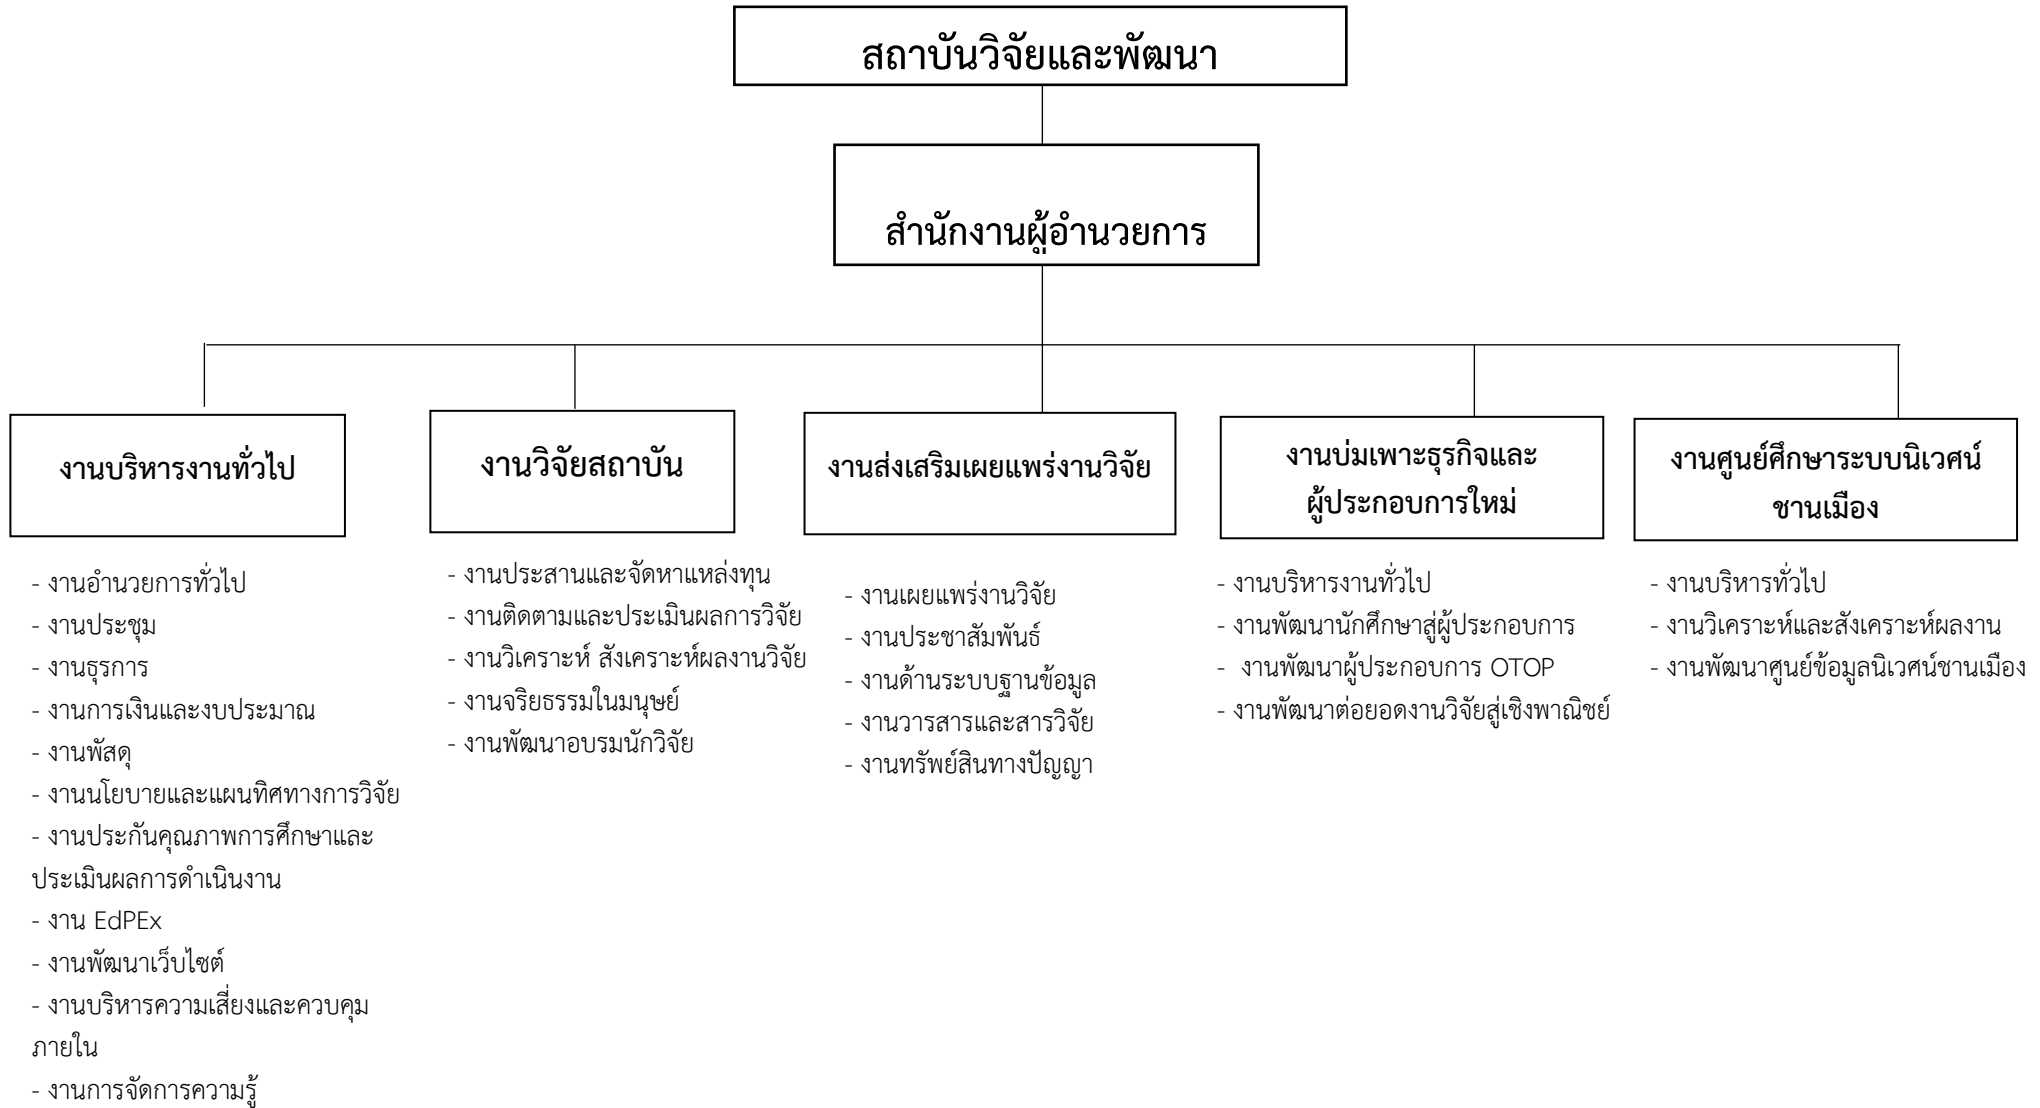 สถาบันวิจัยและพัฒนา
สำนักงานผู้อำนวยการ
งานบริหารงานทั่วไป
- งานอำนวยการทั่วไป
- งานประชุม
- งานธุรการ
- งานการเงินและงบประมาณ
- งานพัสดุ
- งานนโยบายและแผนทิศทางการวิจัย
- งานประกันคุณภาพการศึกษาและ
ประเมินผลการดำเนินงาน
- งาน EdPEx
- งานพัฒนาเว็บไซต์
- งานบริหารความเสี่ยงและควบคุม
ภายใน
- งานการจัดการความรู้
งานวิจัยสถาบัน
- งานประสานและจัดหาแหล่งทุน
- งานติดตามและประเมินผลการวิจัย
- งานวิเคราะห์ สังเคราะห์ผลงานวิจัย
- งานจริยธรรมในมนุษย์
- งานพัฒนาอบรมนักวิจัย
งานส่งเสริมเผยแพร่งานวิจัย
- งานเผยแพร่งานวิจัย
- งานประชาสัมพันธ์
- งานด้านระบบฐานข้อมูล
- งานวารสารและสารวิจัย
- งานทรัพย์สินทางปัญญา
งานบ่มเพาะธุรกิจและ
ผู้ประกอบการใหม่
- งานบริหารงานทั่วไป
- งานพัฒนานักศึกษาสู่ผู้ประกอบการ
- งานพัฒนาผู้ประกอบการ OTOP
- งานพัฒนาต่อยอดงานวิจัยสู่เชิงพาณิชย์
งานศูนย์ศึกษาระบบนิเวศน์
ชานเมือง
- งานบริหารทั่วไป
- งานวิเคราะห์และสังเคราะห์ผลงาน
- งานพัฒนาศูนย์ข้อมูลนิเวศน์ชานเมือง